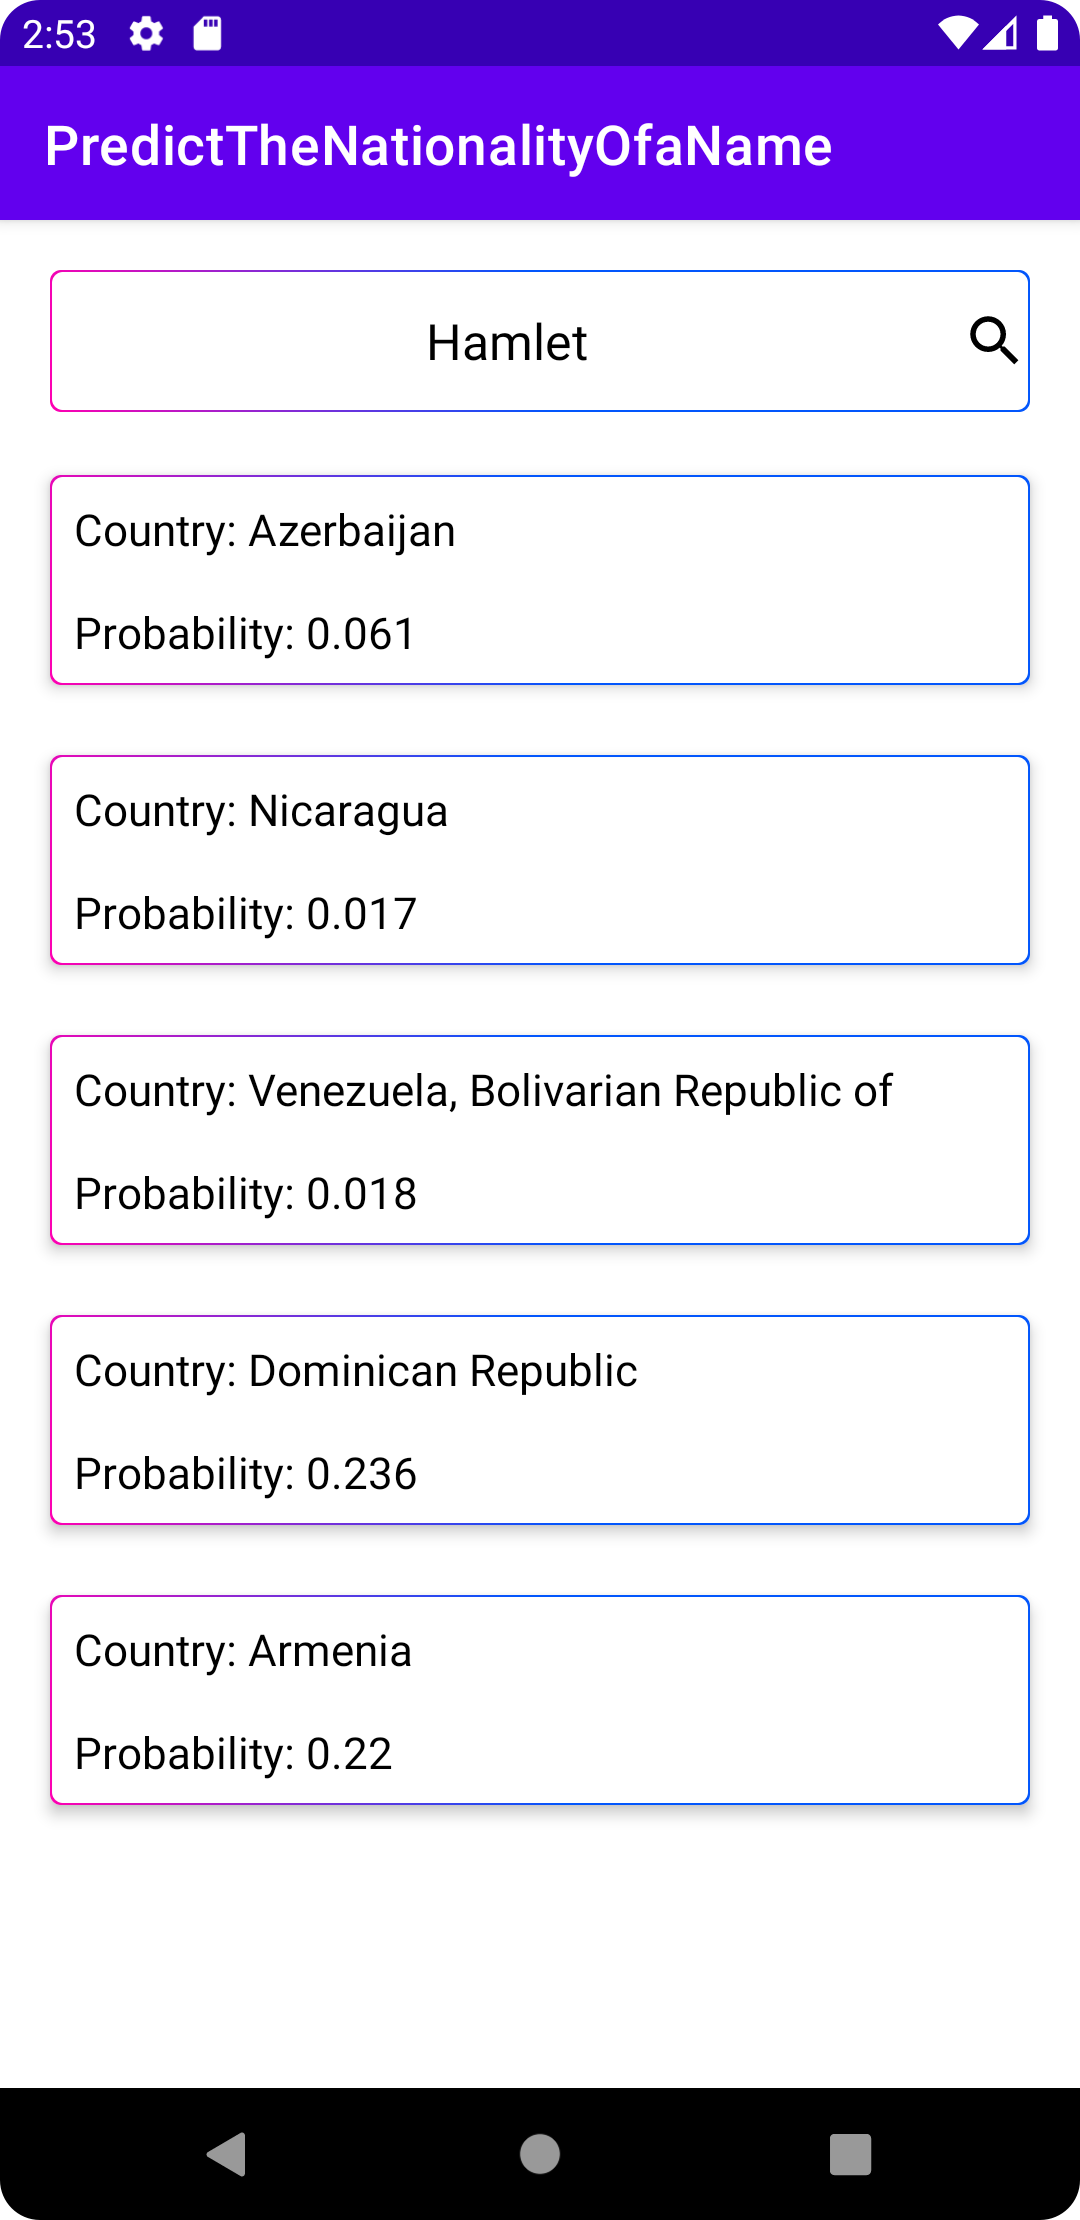 2:53
PredictTheNationalityOfaName
Hamlet
Country: Azerbaijan
Probability: 0.061
Country: Nicaragua
Probability: 0.017
Country: Venezuela, Bolivarian Republic of
Probability: 0.018
Country: Dominican Republic
Probability: 0.236
Country: Armenia
Probability: 0.22